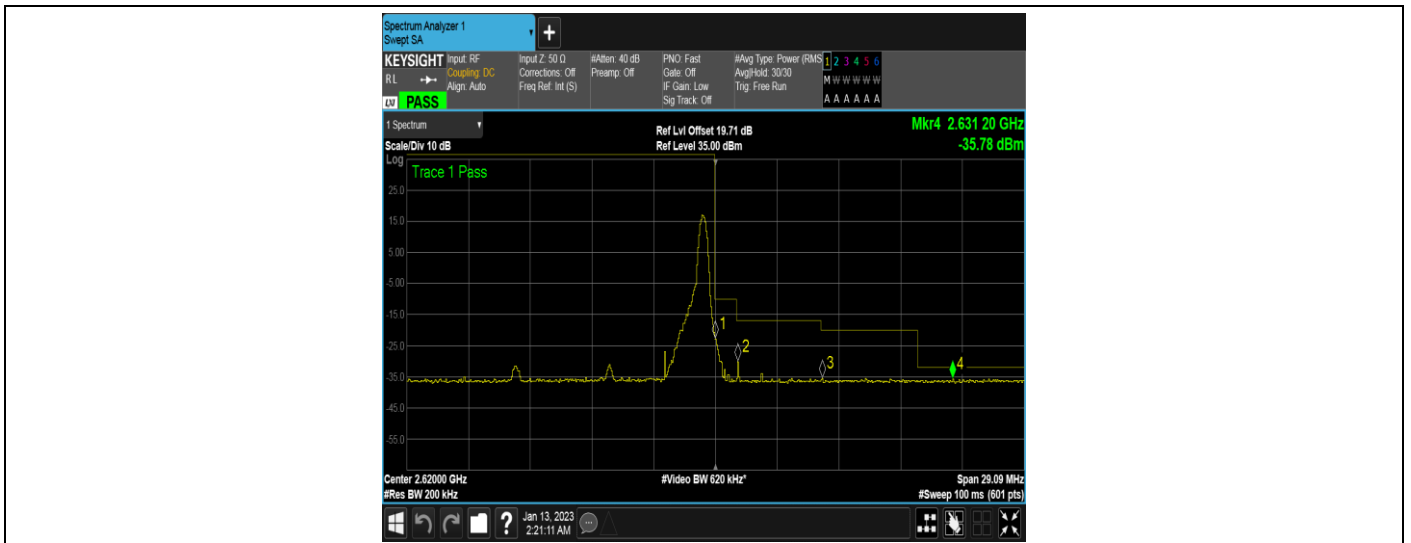 Spectrum Analyzer 1
Swept SA
+
KEYSIGHT
RL
LXI PASS
Input: RF
Coupling: DC
Align: Auto
Input Z: 50 Ω
Corrections: Off
Freq Ref: Int (S)
#Atten: 40 dB
Preamp: Off
PNO: Fast
Gate: Off
IF Gain: Low
Sig Track: Off
#Avg Type: Power (RMS
Avg|Hold: 30/30
Trig: Free Run
1 2 3 4 5 6
M W W W W W
A A A A A A
1 Spectrum
Scale/Div 10 dB
Ref Lvl Offset 19.71 dB
Ref Level 35.00 dBm
Mkr4 2.631 20 GHz
-35.78 dBm
Log
Trace 1 Pass
25.0
15.0
5.00
-5.00
-15.0
1
-25.0
2
3
4
-35.0
-45.0
-55.0
Center 2.62000 GHz
#Res BW 200 kHz
#Video BW 620 kHz*
Span 29.09 MHz
#Sweep 100 ms (601 pts)
?
Jan 13, 2023
2:21:11 AM